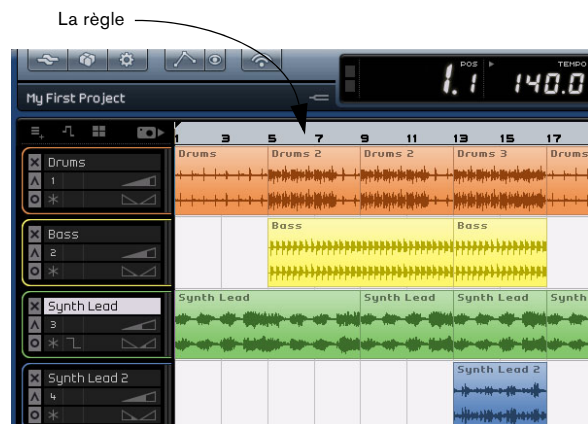 La règle
POS
TEMPO
1. 1
140.0
My First Project
1 3 5 7 9 11 13 15 17
Drums
1
Drums
Drums 2
Drums 2
Drums 3
Drums
Bass
2
Bass
Bass
Synth Lead
3
Synth Lead
Synth Lead
Synth Lead
Synth
Synth Lead 2
4
Synth Lead 2